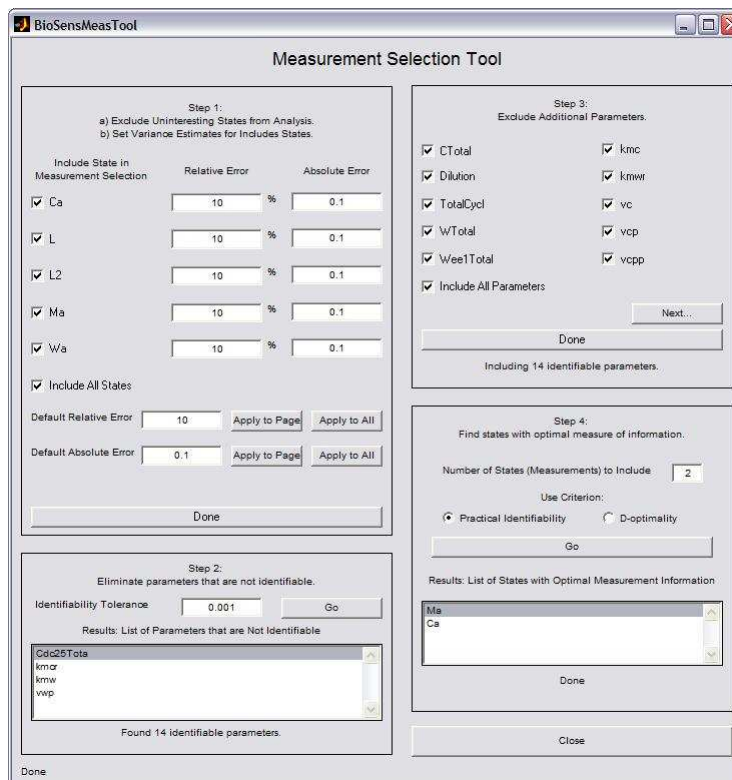 BioSensMeasTool
Measurement Selection Tool
Step 1:
a) Exclude Uninteresting States from Analysis.
b) Set Variance Estimates for Includes States.
Include State in
Measurement Selection
Relative Error
Absolute Error
Ca 10 % 0.1
L 10 % 0.1
L2 10 % 0.1
Ma 10 % 0.1
Wa 10 % 0.1
Include All States
Default Relative Error 10 Apply to Page Apply to All
Default Absolute Error 0.1 Apply to Page Apply to All
Done
Step 2:
Eliminate parameters that are not identifiable.
Identifiability Tolerance 0.001 Go
Results: List of Parameters that are Not Identifiable
Cdc25Tota
kmcr
kmw
vwp
Found 14 identifiable parameters.
Done
Step 3:
Exclude Additional Parameters.
CTotal kmc
Dilution kmwr
TotalCycl vc
WTotal vcp
Wee1Total vcpp
Include All Parameters
Next...
Done
Including 14 identifiable parameters.
Step 4:
Find states with optimal measure of information.
Number of States (Measurements) to Include 2
Use Criterion:
Practical Identifiability D-optimality
Go
Results: List of States with Optimal Measurement Information
Ma
Ca
Done
Close